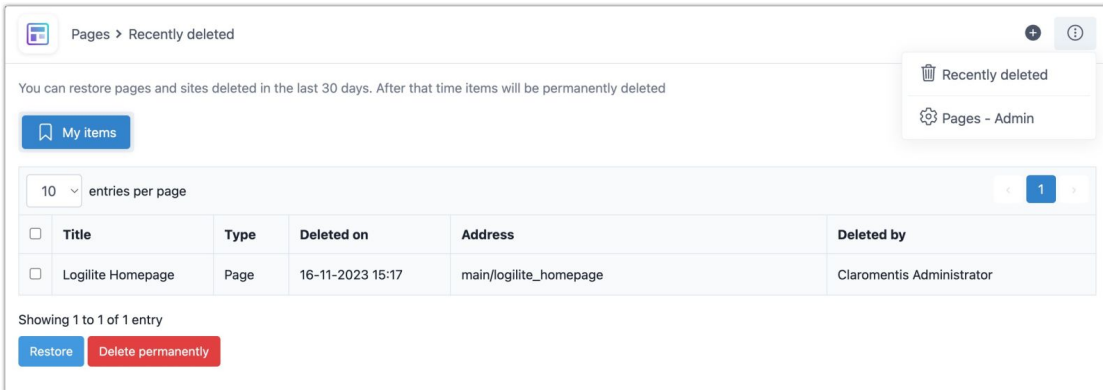 Pages > Recently deleted
Recently deleted
Pages - Admin
You can restore pages and sites deleted in the last 30 days. After that time items will be permanently deleted
My items
10 entries per page
< 1 >
Title Type Deleted on Address Deleted by
Logilite Homepage Page 16-11-2023 15:17 main/logilite_homepage Claromentis Administrator
Showing 1 to 1 of 1 entry
Restore Delete permanently